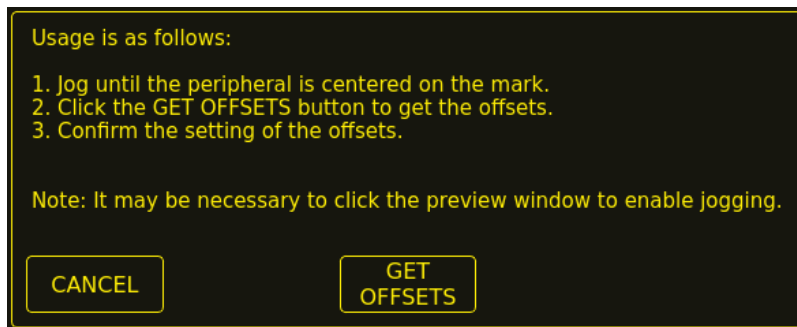 Usage is as follows:
1. Jog until the peripheral is centered on the mark.
2. Click the GET OFFSETS button to get the offsets.
3. Confirm the setting of the offsets.
Note: It may be necessary to click the preview window to enable jogging.
CANCEL
GET
OFFSETS